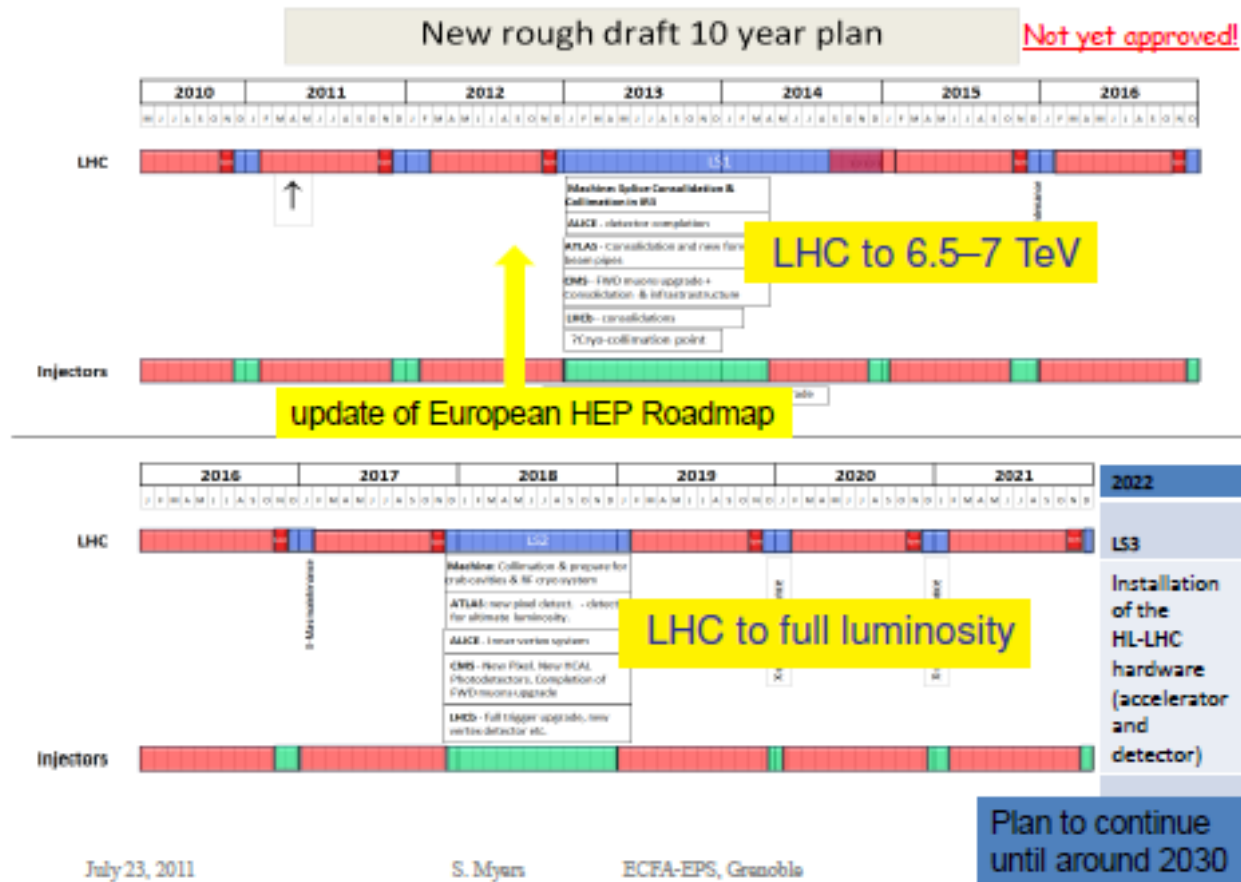 New rough draft 10 year plan
Not yet approved!
2010 2011 2012 2013 2014 2015 2016
LHC
LS1
↑
Machine: Splice Consolidation &
Collimation in IR3
ALICE - detector completion
ATLAS - Consolidation and new
beam pipes
CMS - FWD muons upgrade +
Consolidation & infrastructure
LHCb - consolidations
?Cryo-collimation point
LHC to 6.5–7 TeV
Injectors
update of European HEP Roadmap
2016 2017 2018 2019 2020 2021
2022
LHC
LS2
LS3
X-Mas maintenance
Machine: Collimation & prepare for
crab cavities & RF cryo system
ATLAS: new pixel detect. - detect
for ultimate luminosity.
ALICE - Inner vertex system
CMS - New Pixel. New HCAL
Photodetectors. Completion of
FWD muons upgrade
LHCb - full trigger upgrade, new
vertex detector etc.
LHC to full luminosity
Installation
of the
HL-LHC
hardware
(accelerator
and
detector)
Injectors
Plan to continue
until around 2030
July 23, 2011 S. Myers ECFA-EPS, Grenoble